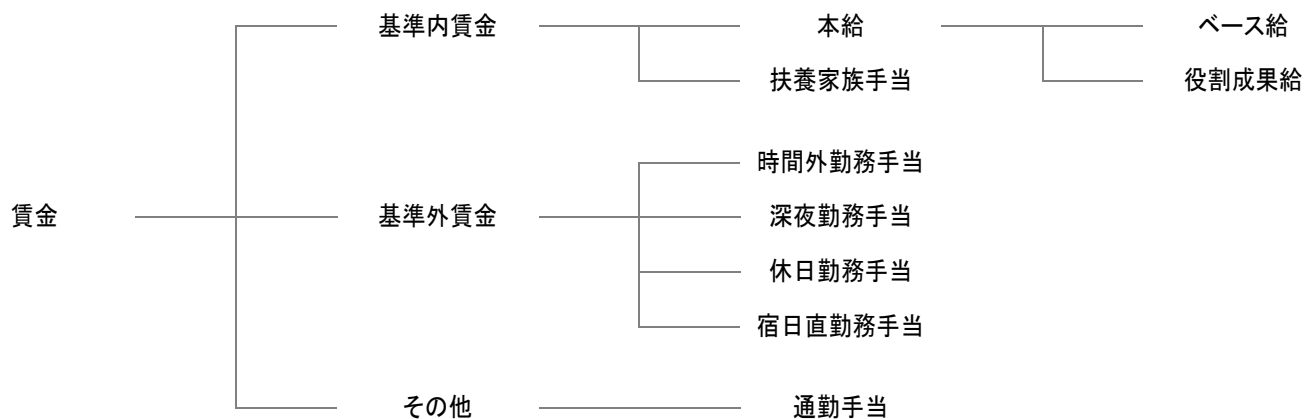 基準内賃金 本給 ベース給
扶養家族手当 役割成果給
時間外勤務手当
賃金 基準外賃金 深夜勤務手当
休日勤務手当
宿日直勤務手当
その他 通勤手当